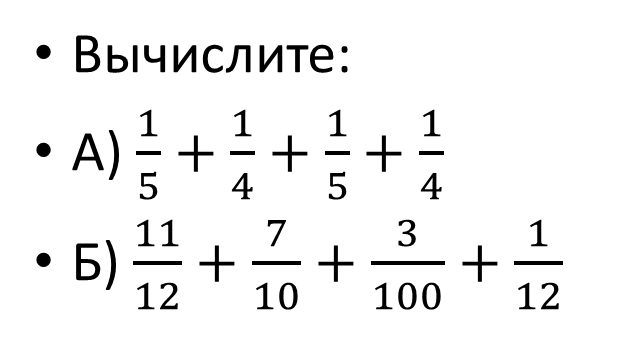 • Вычислите:
• А) 1/5 + 1/4 + 1/5 + 1/4
• Б) 11/12 + 7/10 + 3/100 + 1/12